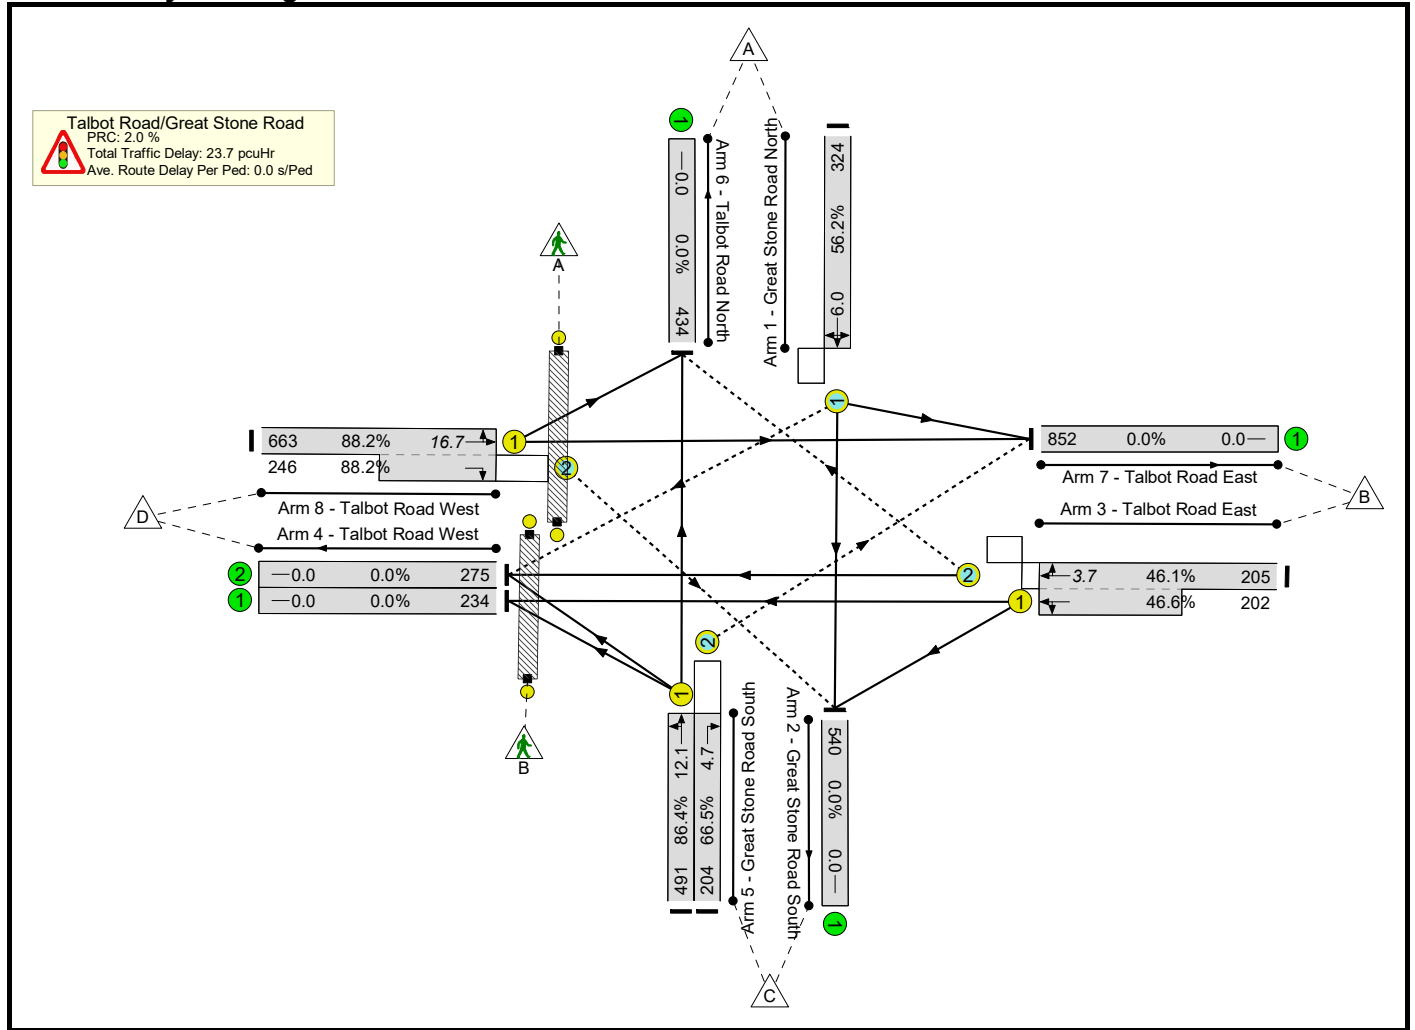 A
Talbot Road/Great Stone Road
PRC: 2.0 %
Total Traffic Delay: 23.7 pcuHr
Ave. Route Delay Per Ped: 0.0 s/Ped
1
0.0 0.0% 434
Arm 6 - Talbot Road North
Arm 1 - Great Stone Road North
324 56.2% 6.0
A
1
663 88.2% 16.7
246 88.2%
1
2
852 0.0% 0.0
1
Arm 8 - Talbot Road West
Arm 4 - Talbot Road West
D
Arm 7 - Talbot Road East
Arm 3 - Talbot Road East
B
2
0.0 0.0% 275
1
0.0 0.0% 234
2
3.7 46.1% 205
1
46.6% 202
2
1
B
491 86.4% 12.1
204 66.5% 4.7
Arm 5 - Great Stone Road South
Arm 2 - Great Stone Road South
540 0.0% 0.0
1
C